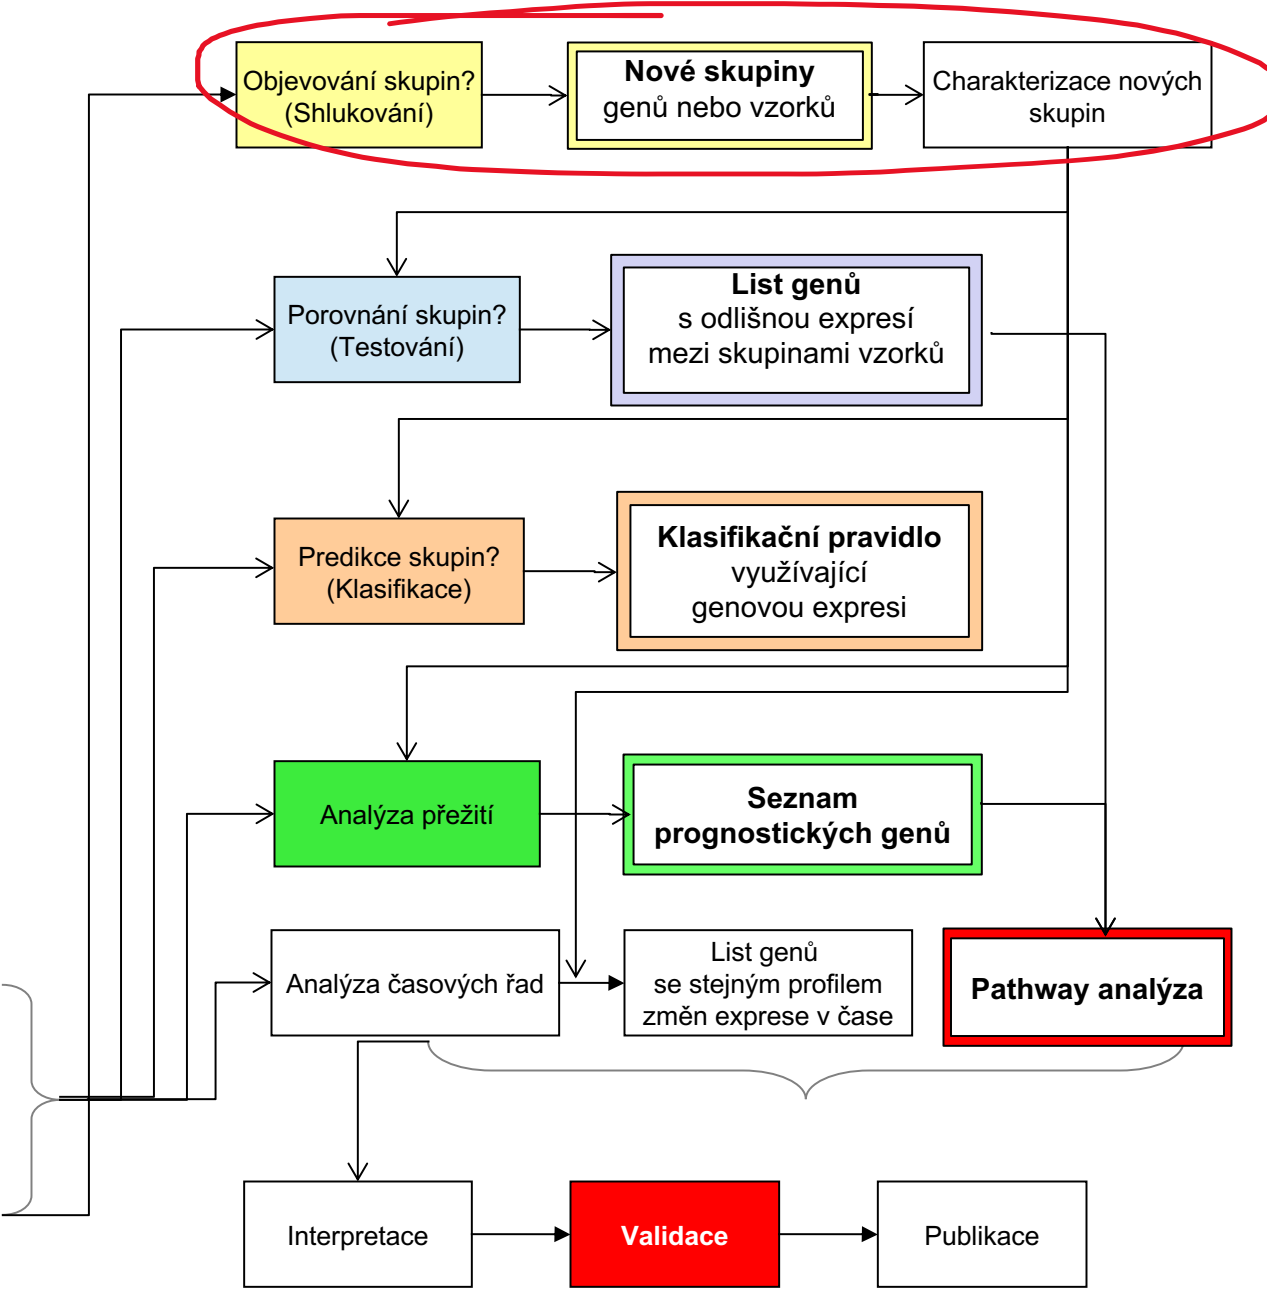 Objevování skupin?
(Shlukování)
Nové skupiny
genů nebo vzorků
Charakterizace nových
skupin
Porovnání skupin?
(Testování)
List genů
s odlišnou expresí
mezi skupinami vzorků
Predikce skupin?
(Klasifikace)
Klasifikační pravidlo
využívající
genovou expresi
Analýza přežití
Seznam
prognostických genů
Analýza časových řad
List genů
se stejným profilem
změn exprese v čase
Pathway analýza
Interpretace
Validace
Publikace